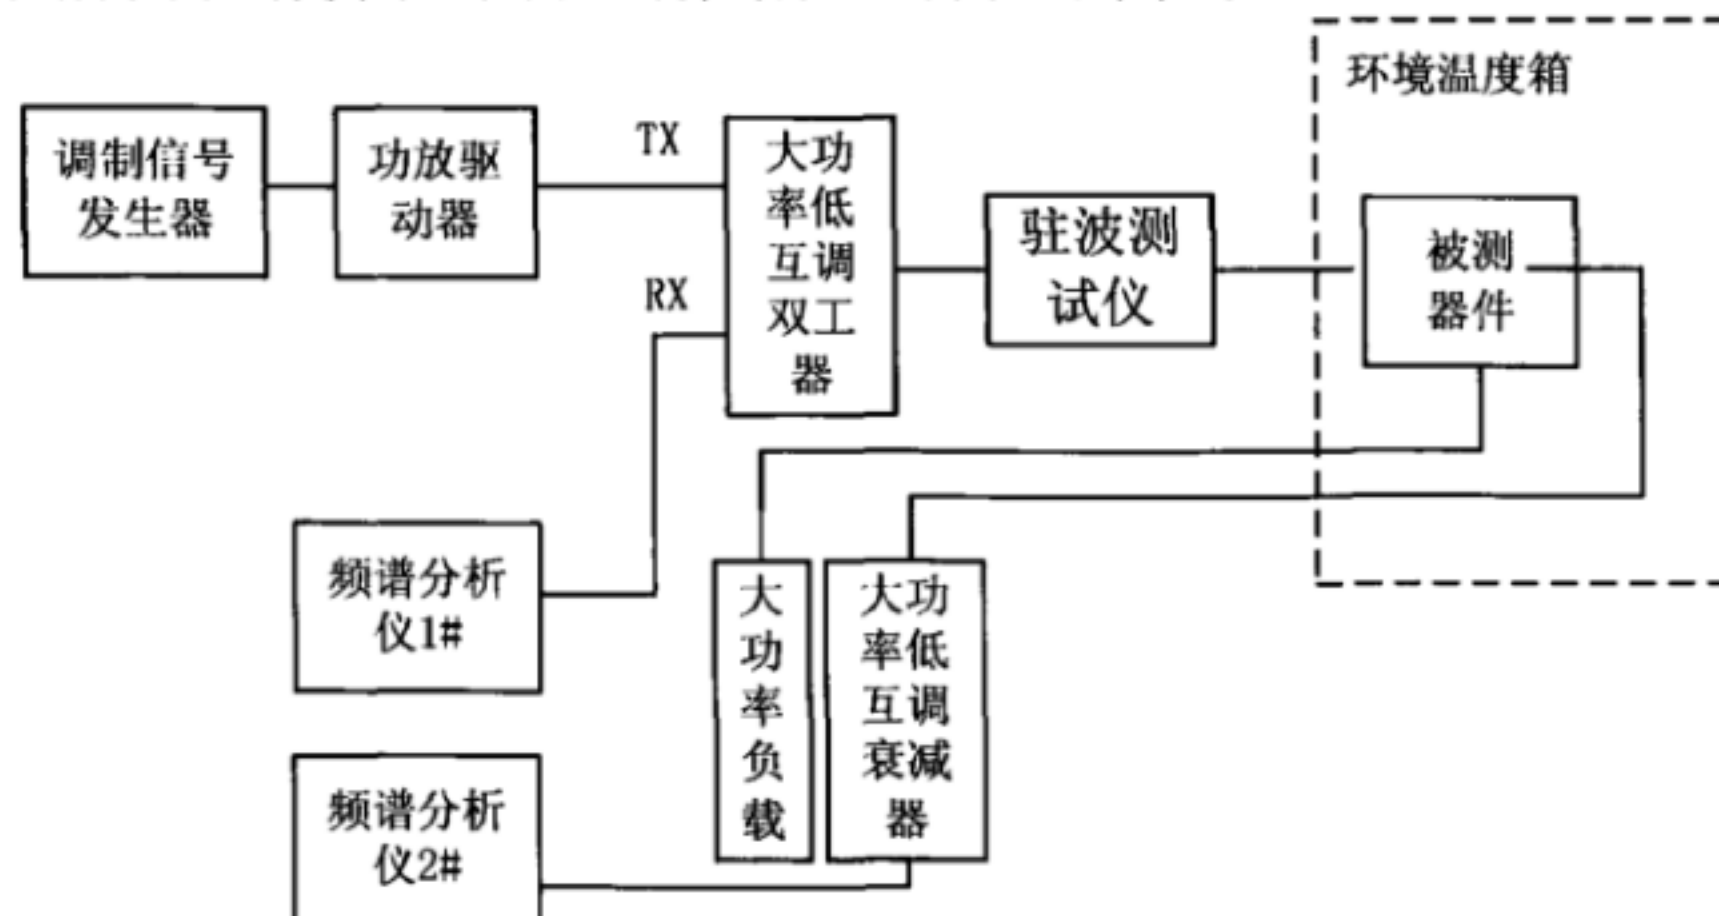 环境温度箱
调制信号
发生器
功放驱
动器
TX
RX
大功
率低
互调
双工
器
驻波测
试仪
被测
器件
频谱分析
仪1#
大
功
率
负
载
大功
率低
互调
衰减
器
频谱分析
仪2#